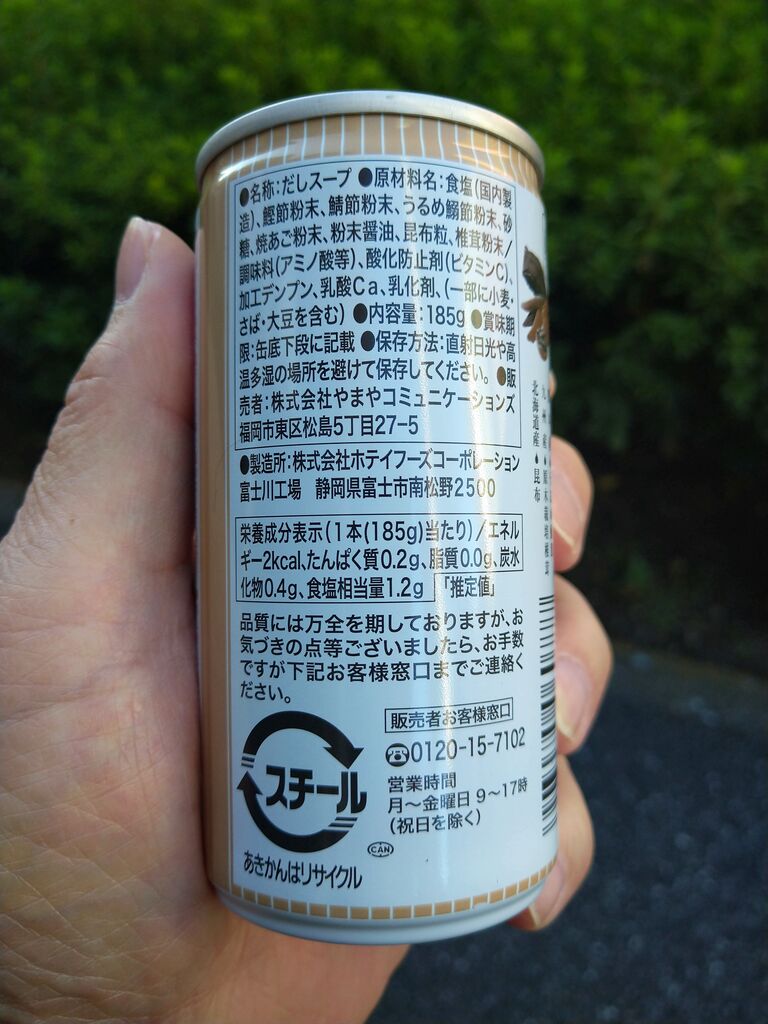 ●名称:だしスープ ●原材料名:食塩(国内製
造)、鰹節粉末、鯖節粉末、うるめ鰯節粉末、砂
糖、焼あご粉末、粉末醤油、昆布粒、椎茸粉末/
調味料(アミノ酸等)、酸化防止剤(ビタミンC)、
加工デンプン、乳酸Ca、乳化剤、(一部に小麦・
さば・大豆を含む) ●内容量:185g ●賞味期
限:缶底下段に記載 ●保存方法:直射日光や高
温多湿の場所を避けて保存してください。 ●販
売者:株式会社やまやコミュニケーションズ
福岡市東区松島5丁目27-5
●製造所:株式会社ホテイフーズコーポレーション
富士川工場 静岡県富士市南松野2500
栄養成分表示(1本(185g)当たり)/エネル
ギー2kcal、たんぱく質0.2g、脂質0.0g、炭水
化物0.4g、食塩相当量1.2g 「推定値」
品質には万全を期しておりますが、お
気づきの点等ございましたら、お手数
ですが下記お客様窓口までご連絡く
ださい。
販売者お客様窓口
0120-15-7102
営業時間
月～金曜日 9～17時
(祝日を除く)
スチール
CAN
あきかんはリサイクル
九州産◆原木栽培椎茸
北海道産◆昆布